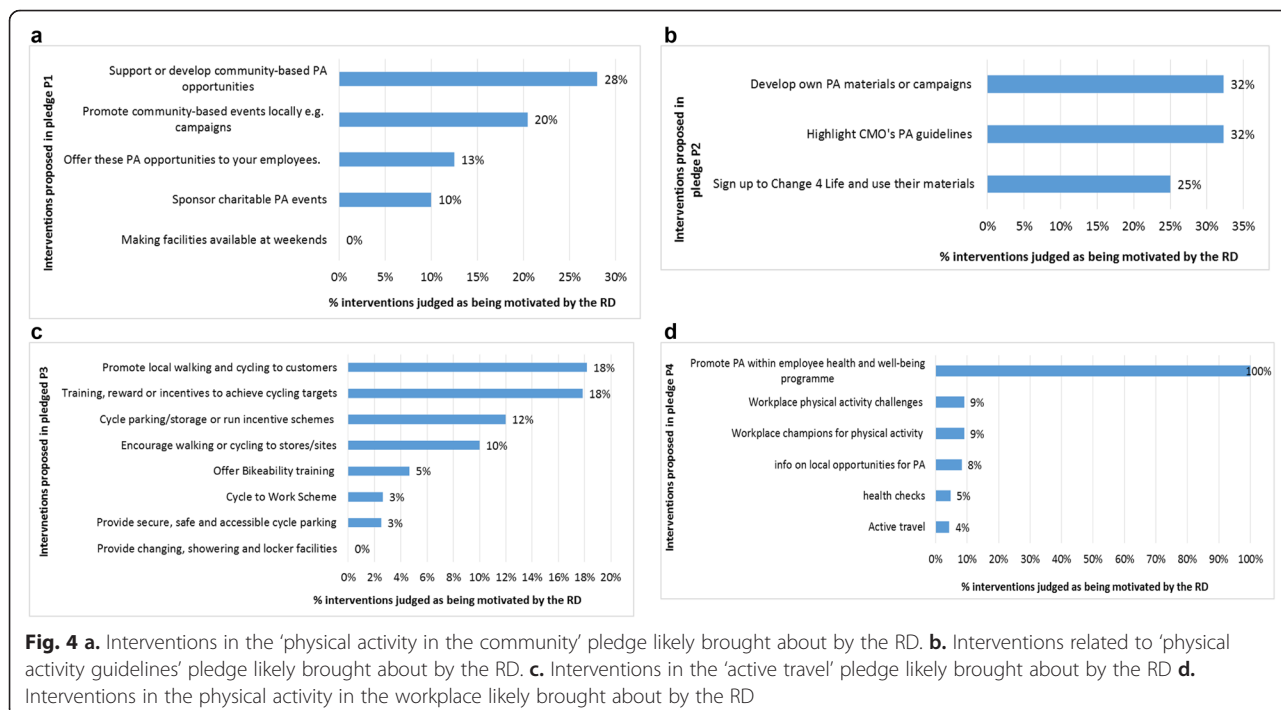 a
Interventions proposed in pledge P1
Support or develop community-based PA
opportunities
28%
Promote community-based events locally e.g.
campaigns
20%
Offer these PA opportunities to your employees.
13%
Sponsor charitable PA events
10%
Making facilities available at weekends
0%
0% 5% 10% 15% 20% 25% 30%
% interventions judged as being motivated by the RD
b
Interventions proposed in
pledge P2
Develop own PA materials or campaigns
32%
Highlight CMO's PA guidelines
32%
Sign up to Change 4 Life and use their materials
25%
0% 5% 10% 15% 20% 25% 30% 35%
% interventions judged as being motivated by the RD
c
Intervnetions proposed in pledged P3
Promote local walking and cycling to customers
18%
Training, reward or incentives to achieve cycling targets
18%
Cycle parking/storage or run incentive schemes
12%
Encourage walking or cycling to stores/sites
10%
Offer Bikeability training
5%
Cycle to Work Scheme
3%
Provide secure, safe and accessible cycle parking
3%
Provide changing, showering and locker facilities
0%
0% 2% 4% 6% 8% 10% 12% 14% 16% 18% 20%
% interventions judged as being motivated by the RD
d
Interventions proposed in pledge P4
Promote PA within employee health and well-being
programme
100%
Workplace physical activity challenges
9%
Workplace champions for physical activity
9%
info on local opportunities for PA
8%
health checks
5%
Active travel
4%
0% 10% 20% 30% 40% 50% 60% 70% 80% 90% 100%
% interventions judged as being motivated by the RD
Fig. 4 a. Interventions in the ‘physical activity in the community’ pledge likely brought about by the RD. b. Interventions related to ‘physical
activity guidelines’ pledge likely brought about by the RD. c. Interventions in the ‘active travel’ pledge likely brought about by the RD d.
Interventions in the physical activity in the workplace likely brought about by the RD